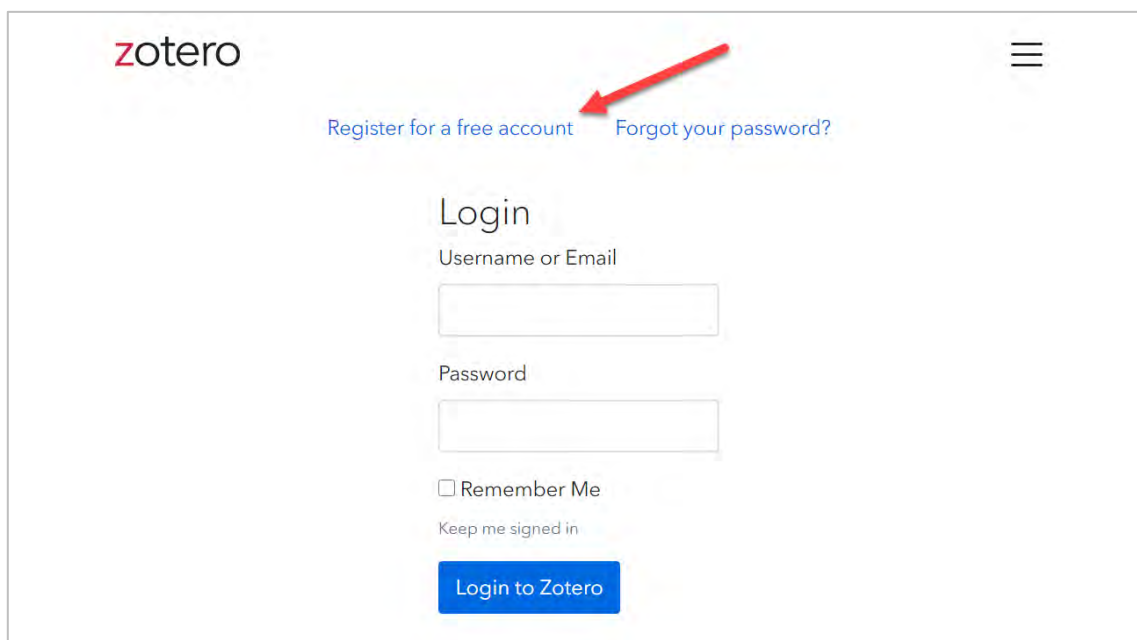 zotero
Register for a free account Forgot your password?
Login
Username or Email
Password
Remember Me
Keep me signed in
Login to Zotero